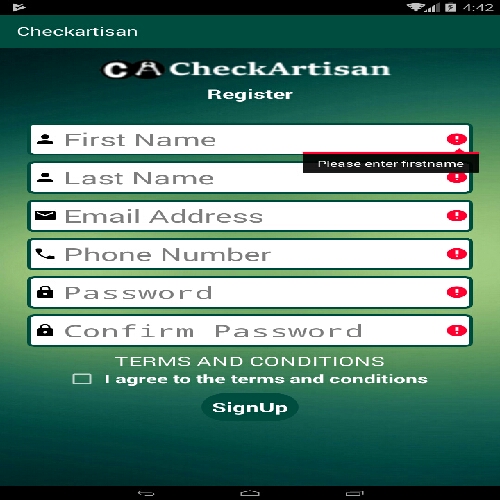 4:42
Checkartisan
CA CheckArtisan
Register
First Name
Please enter firstname
Last Name
Email Address
Phone Number
Password
Confirm Password
TERMS AND CONDITIONS
I agree to the terms and conditions
SignUp